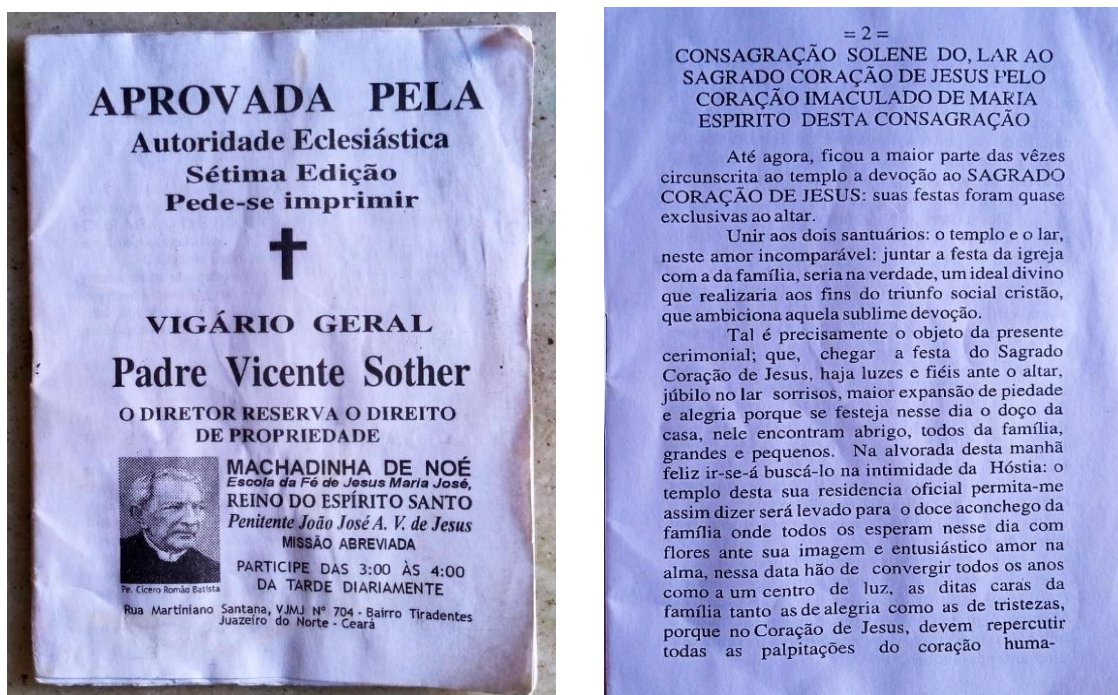 APROVADA PELA
Autoridade Eclesiástica
Sétima Edição
Pede-se imprimir
VIGÁRIO GERAL
Padre Vicente Sother
O DIRETOR RESERVA O DIREITO
DE PROPRIEDADE
MACHADINHA DE NOÉ
Escola da Fé de Jesus Maria José,
REINO DO ESPÍRITO SANTO
Penitente João José A. V. de Jesus
MISSÃO ABREVIADA
PARTICIPE DAS 3:00 ÀS 4:00
DA TARDE DIARIAMENTE
Pe. Cícero Romão Batista
Rua Martiniano Santana, VJMJ Nº 704 - Bairro Tiradentes
Juazeiro do Norte - Ceará
= 2 =
CONSAGRAÇÃO SOLENE DO, LAR AO
SAGRADO CORAÇÃO DE JESUS PELO
CORAÇÃO IMACULADO DE MARIA
ESPIRITO DESTA CONSAGRAÇÃO
Até agora, ficou a maior parte das vêzes
circunscrita ao templo a devoção ao SAGRADO
CORAÇÃO DE JESUS: suas festas foram quase
exclusivas ao altar.
Unir aos dois santuários: o templo e o lar,
neste amor incomparável: juntar a festa da igreja
com a da família, seria na verdade, um ideal divino
que realizaria aos fins do triunfo social cristão,
que ambiciona aquela sublime devoção.
Tal é precisamente o objeto da presente
cerimonial; que, chegar a festa do Sagrado
Coração de Jesus, haja luzes e fiéis ante o altar,
júbilo no lar sorrisos, maior expansão de piedade
e alegria porque se festeja nesse dia o doço da
casa, nele encontram abrigo, todos da família,
grandes e pequenos. Na alvorada desta manhã
feliz ir-se-á buscá-lo na intimidade da Hóstia: o
templo desta sua residencia oficial permita-me
assim dizer será levado para o doce aconchego da
família onde todos os esperam nesse dia com
flores ante sua imagem e entusiástico amor na
alma, nessa data hão de convergir todos os anos
como a um centro de luz, as ditas caras da
família tanto as de alegria como as de tristezas,
porque no Coração de Jesus, devem repercutir
todas as palpitações do coração huma-